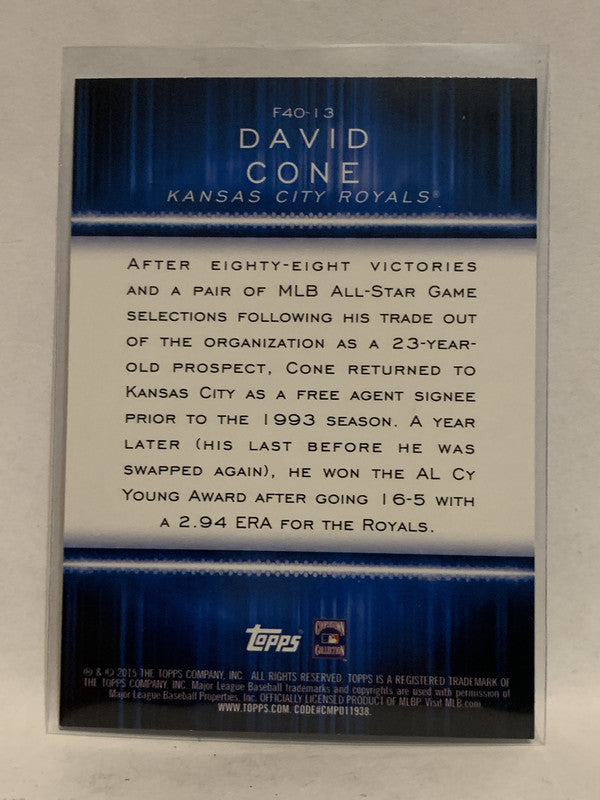 F40-13
DAVID
CONE
KANSAS CITY ROYALS®
AFTER EIGHTY-EIGHT VICTORIES
AND A PAIR OF MLB ALL-STAR GAME
SELECTIONS FOLLOWING HIS TRADE OUT
OF THE ORGANIZATION AS A 23-YEAR-
OLD PROSPECT, CONE RETURNED TO
KANSAS CITY AS A FREE AGENT SIGNEE
PRIOR TO THE 1993 SEASON. A YEAR
LATER (HIS LAST BEFORE HE WAS
SWAPPED AGAIN), HE WON THE AL CY
YOUNG AWARD AFTER GOING 16-5 WITH
A 2.94 ERA FOR THE ROYALS.
topps COOPERSTOWN COLLECTION
℗ & © 2015 THE TOPPS COMPANY, INC. ALL RIGHTS RESERVED. TOPPS IS A REGISTERED TRADEMARK OF
THE TOPPS COMPANY, INC. Major League Baseball trademarks and copyrights are used with permission of
Major League Baseball Properties, Inc. OFFICIALLY LICENSED PRODUCT OF MLBP. Visit MLB.com
WWW.TOPPS.COM. CODE#CMP011938.